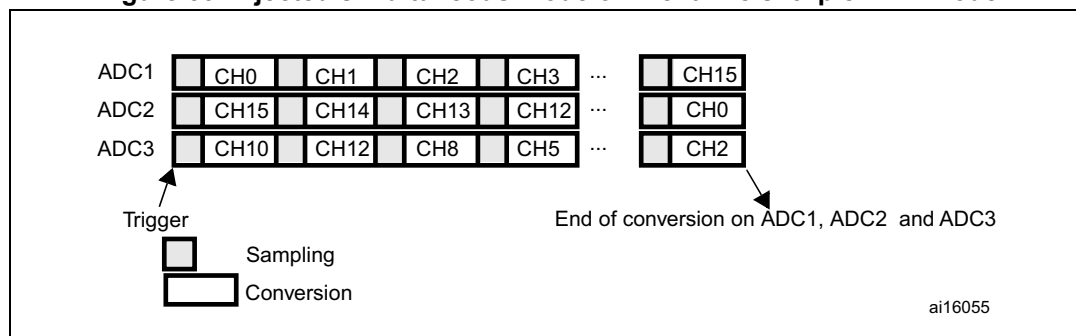 ADC1 CH0 CH1 CH2 CH3 ... CH15
ADC2 CH15 CH14 CH13 CH12 ... CH0
ADC3 CH10 CH12 CH8 CH5 ... CH2
Trigger
End of conversion on ADC1, ADC2 and ADC3
Sampling
Conversion
ai16055